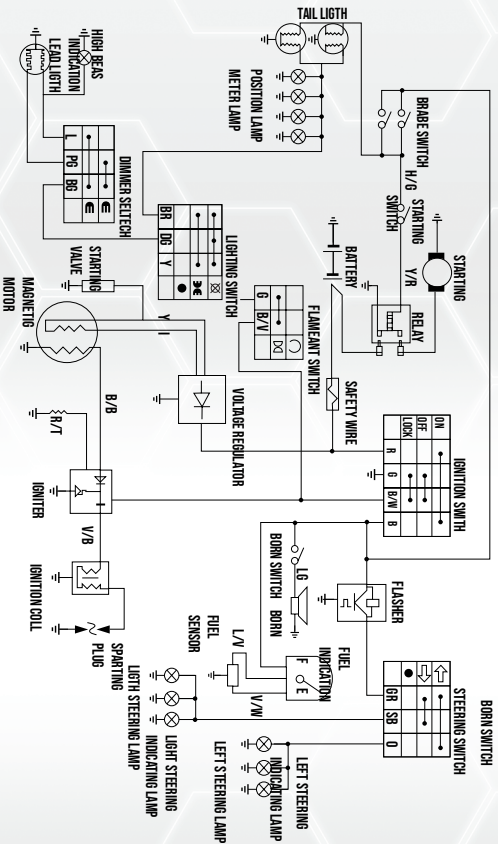 TAIL LIGTH
HIGH BEAS
INDICATION
LEAD LIGTH
POSITION LAMP
METER LAMP
BRABE SWITCH
H/G
STARTING
SWITCH
STARTING
Y/R
RELAY
BATTERY
L
PG
BG
DIMMER SELTECH
BR
DG
Y
LIGHTING SWITCH
STARTING
VALVE
G
B/V
FLAMEANT SWITCH
SAFETY WIRE
MAGNETIG
MOTOR
Y
I
VOLTAGE REGULATOR
ON
OFF
LOCK
R
G
B/W
B
IGNITION SMITH
B/B
R/T
IGNITER
V/B
IGNITION COLL
SPARTING
PLUG
BORN SWITCH
LG
BORN
FLASHER
FUEL
SENSOR
L/V
V/W
FUEL
INDICATION
F
E
BORN SWITCH
STEERING SWITCH
GR
SB
O
LIGTH STEERING LAMP
LIGHT STEERING
INDICATING LAMP
LEFT STEERING
INDICATING LAMP
LEFT STEERING LAMP